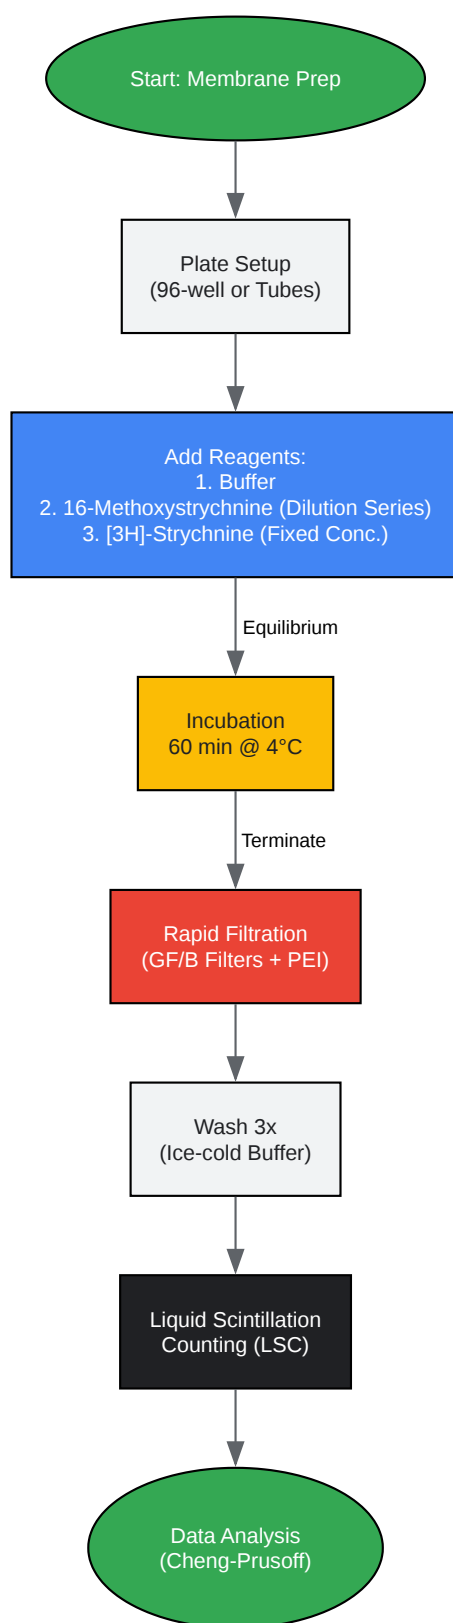 Start: Membrane Prep
Plate Setup
(96-well or Tubes)
Add Reagents:
1. Buffer
2. 16-Methoxystrychnine (Dilution Series)
3. [3H]-Strychnine (Fixed Conc.)
Equilibrium
Incubation
60 min @ 4°C
Terminate
Rapid Filtration
(GF/B Filters + PEI)
Wash 3x
(Ice-cold Buffer)
Liquid Scintillation
Counting (LSC)
Data Analysis
(Cheng-Prusoff)